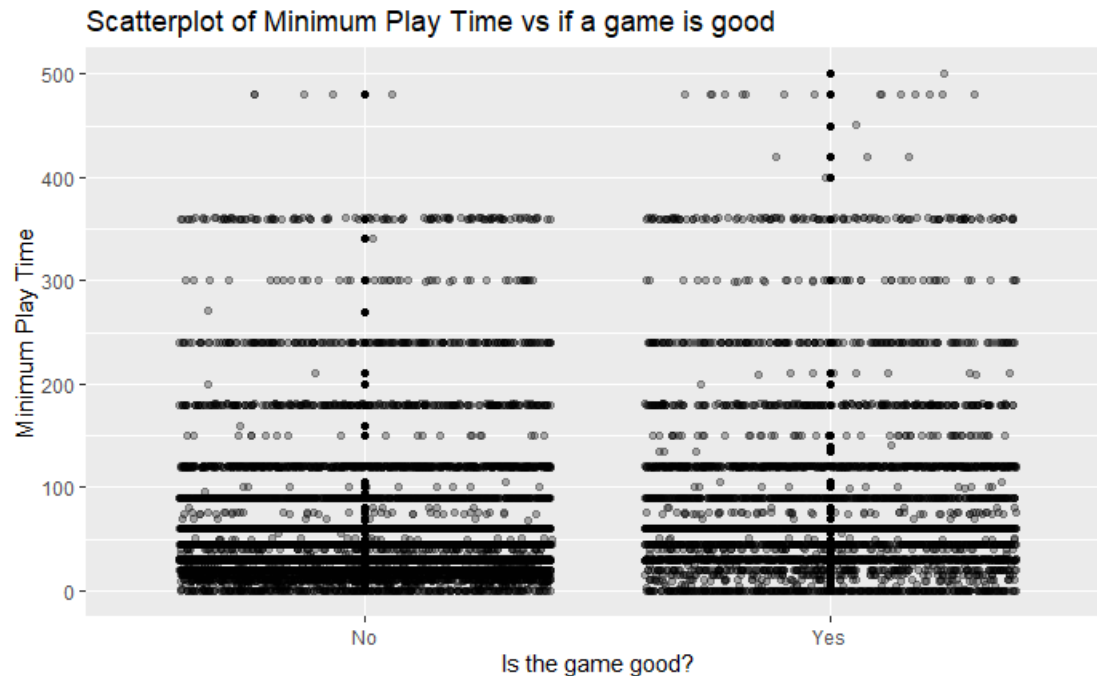 Scatterplot of Minimum Play Time vs if a game is good
Minimum Play Time
500
400
300
200
100
0
No
Yes
Is the game good?